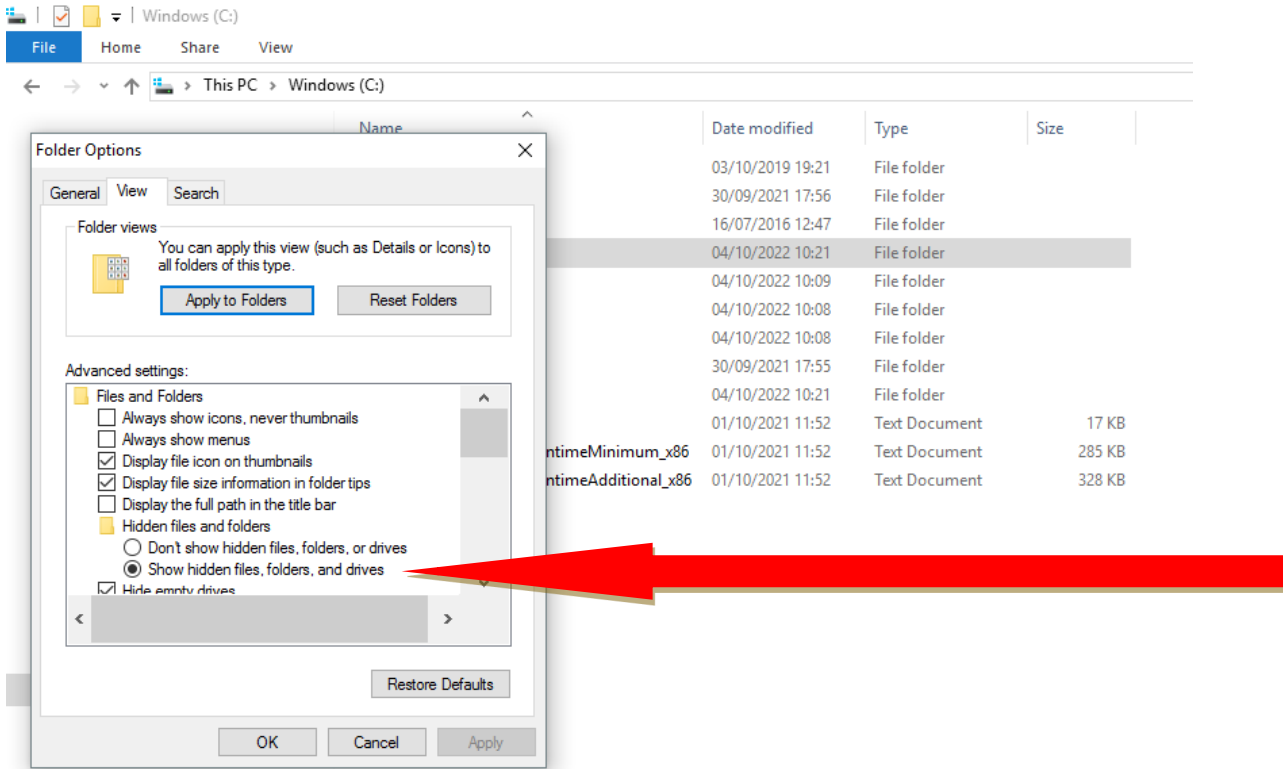 Windows (C:)
File Home Share View
This PC > Windows (C:)
Name Date modified Type Size
03/10/2019 19:21 File folder
30/09/2021 17:56 File folder
16/07/2016 12:47 File folder
04/10/2022 10:21 File folder
04/10/2022 10:09 File folder
04/10/2022 10:08 File folder
04/10/2022 10:08 File folder
30/09/2021 17:55 File folder
04/10/2022 10:21 File folder
01/10/2021 11:52 Text Document 17 KB
ntimeMinimum_x86 01/10/2021 11:52 Text Document 285 KB
ntimeAdditional_x86 01/10/2021 11:52 Text Document 328 KB
Folder Options
General View Search
Folder views
You can apply this view (such as Details or Icons) to
all folders of this type.
Apply to Folders Reset Folders
Advanced settings:
Files and Folders
Always show icons, never thumbnails
Always show menus
Display file icon on thumbnails
Display file size information in folder tips
Display the full path in the title bar
Hidden files and folders
Don't show hidden files, folders, or drives
Show hidden files, folders, and drives
Hide empty drives
Restore Defaults
OK Cancel Apply